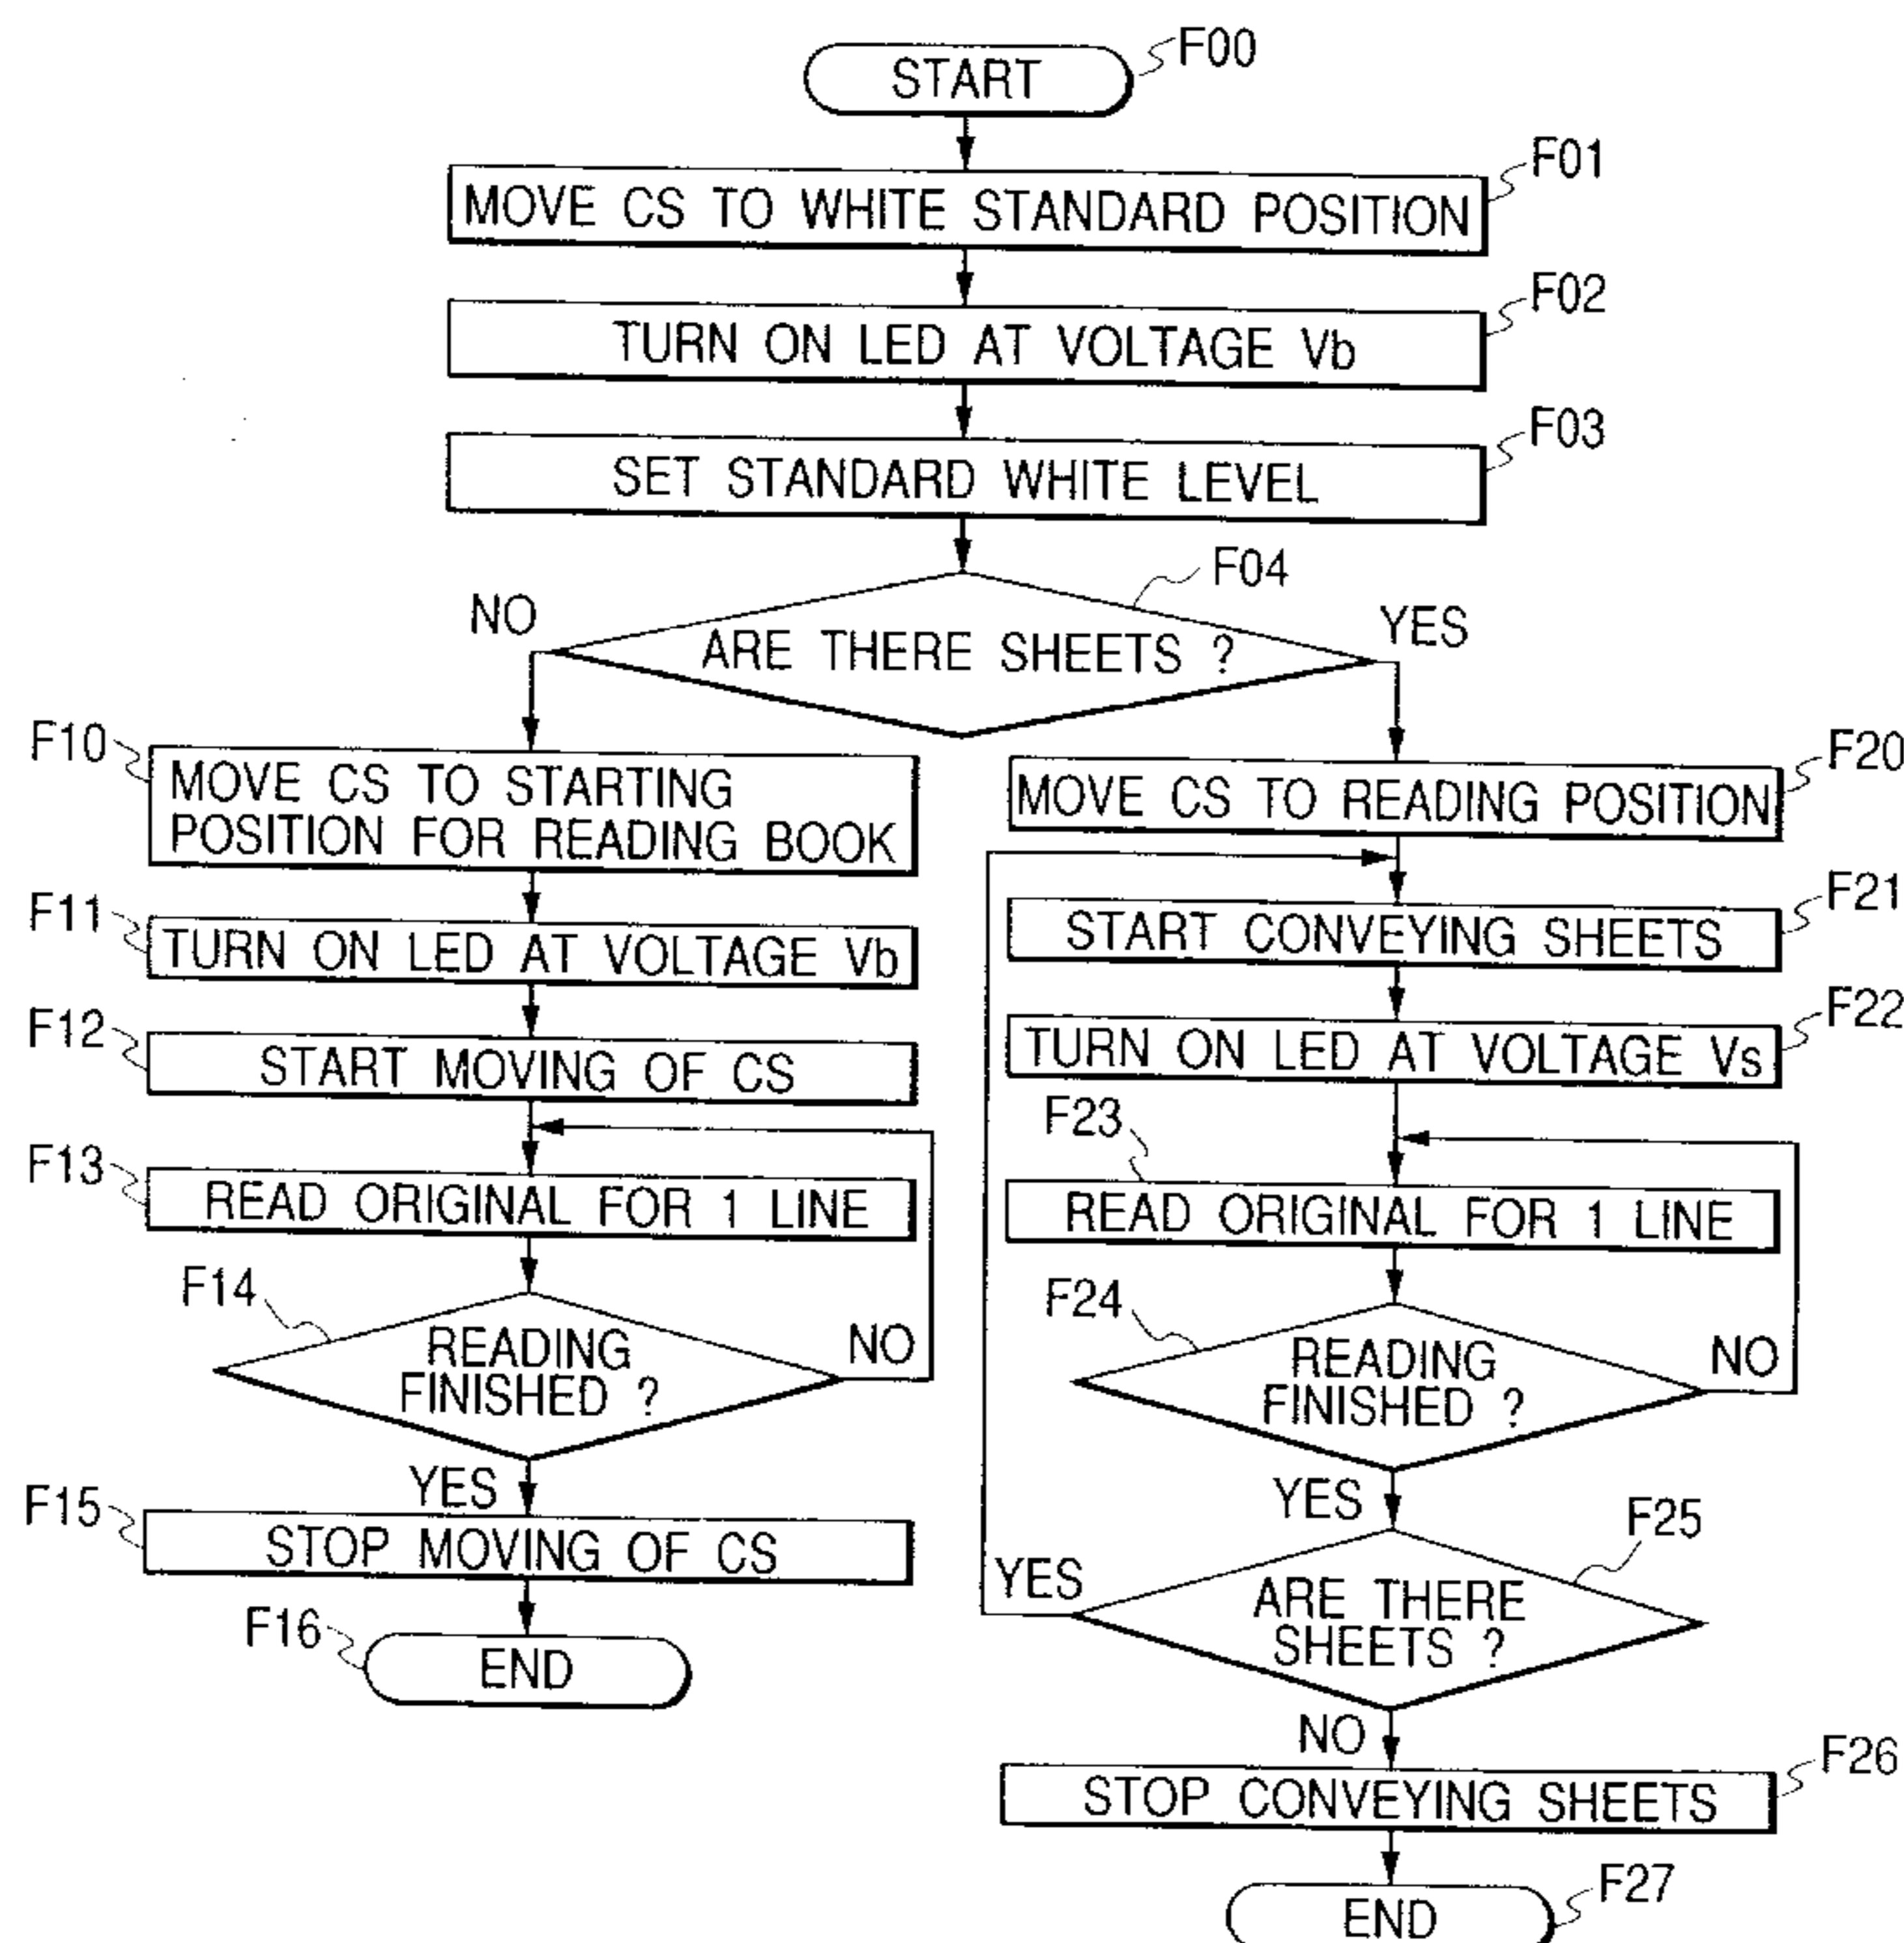 START
F00
MOVE CS TO WHITE STANDARD POSITION
F01
TURN ON LED AT VOLTAGE Vb
F02
SET STANDARD WHITE LEVEL
F03
ARE THERE SHEETS ?
F04
NO
YES
F10
MOVE CS TO STARTING
POSITION FOR READING BOOK
F11
TURN ON LED AT VOLTAGE Vb
F12
START MOVING OF CS
F13
READ ORIGINAL FOR 1 LINE
F14
READING
FINISHED ?
NO
YES
F15
STOP MOVING OF CS
F16
END
F20
MOVE CS TO READING POSITION
F21
START CONVEYING SHEETS
F22
TURN ON LED AT VOLTAGE Vs
F23
READ ORIGINAL FOR 1 LINE
F24
READING
FINISHED ?
NO
YES
F25
ARE THERE
SHEETS ?
YES
NO
F26
STOP CONVEYING SHEETS
F27
END